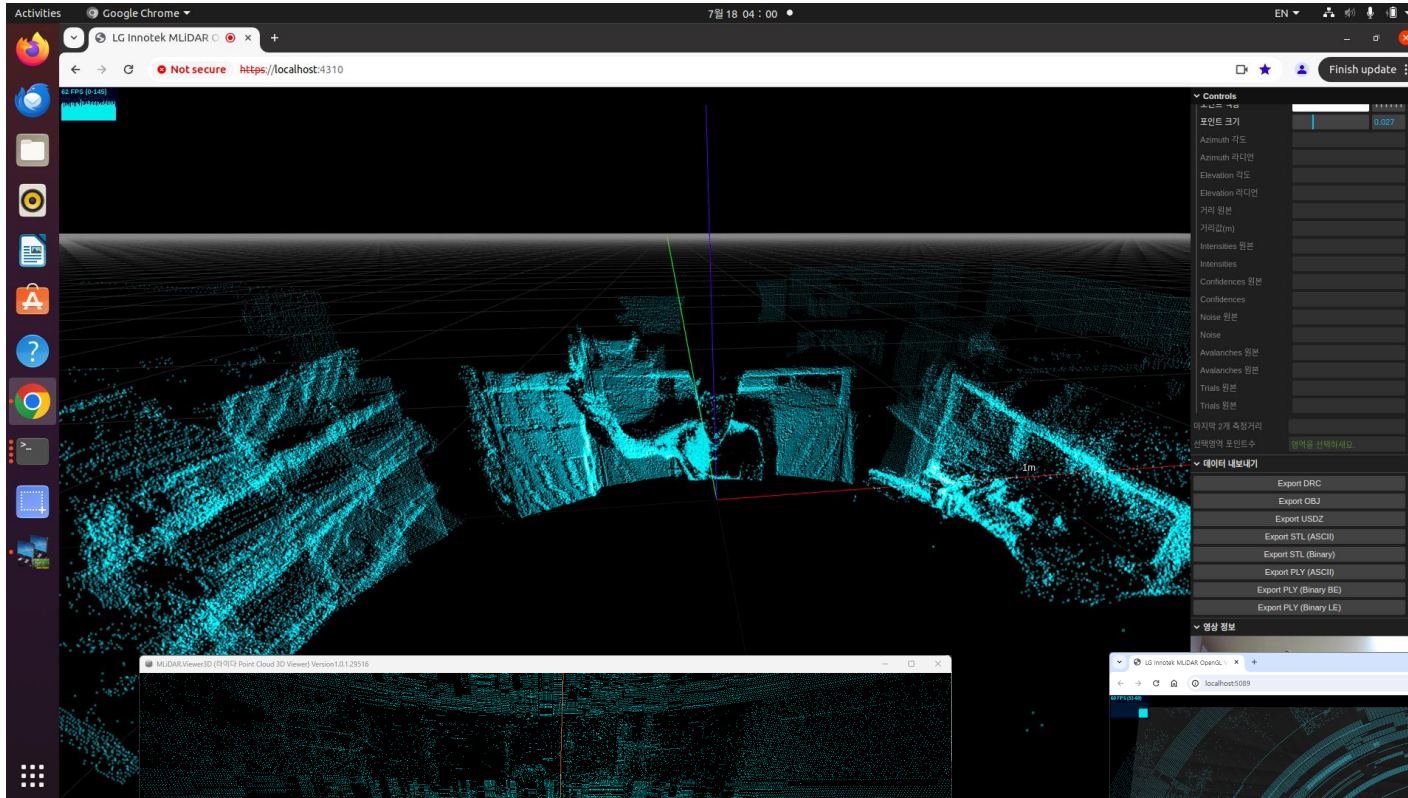 Activities
Google Chrome
7월 18 04 : 00
EN
LG Innotek MLiDAR O
Not secure
https://localhost:4310
Finish update
62 FPS (0-145)
Controls
포인트 크기
0.027
Azimuth 각도
Azimuth 라디언
Elevation 각도
Elevation 라디언
거리 원본
거리값(m)
Intensities 원본
Intensities
Confidences 원본
Confidences
Noise 원본
Noise
Avalanches 원본
Avalanches 원본
Trials 원본
Trials 원본
마지막 2개 측정거리
선택영역 포인트수
영역을 선택하세요.
1m
데이터 내보내기
Export DRC
Export OBJ
Export USDZ
Export STL (ASCII)
Export STL (Binary)
Export PLY (ASCII)
Export PLY (Binary BE)
Export PLY (Binary LE)
영상 정보
MLiDAR.Viewer3D (라이다 Point Cloud 3D Viewer) Version1.0.1.29516
LG Innotek MLiDAR OpenGL V
localhost:5089